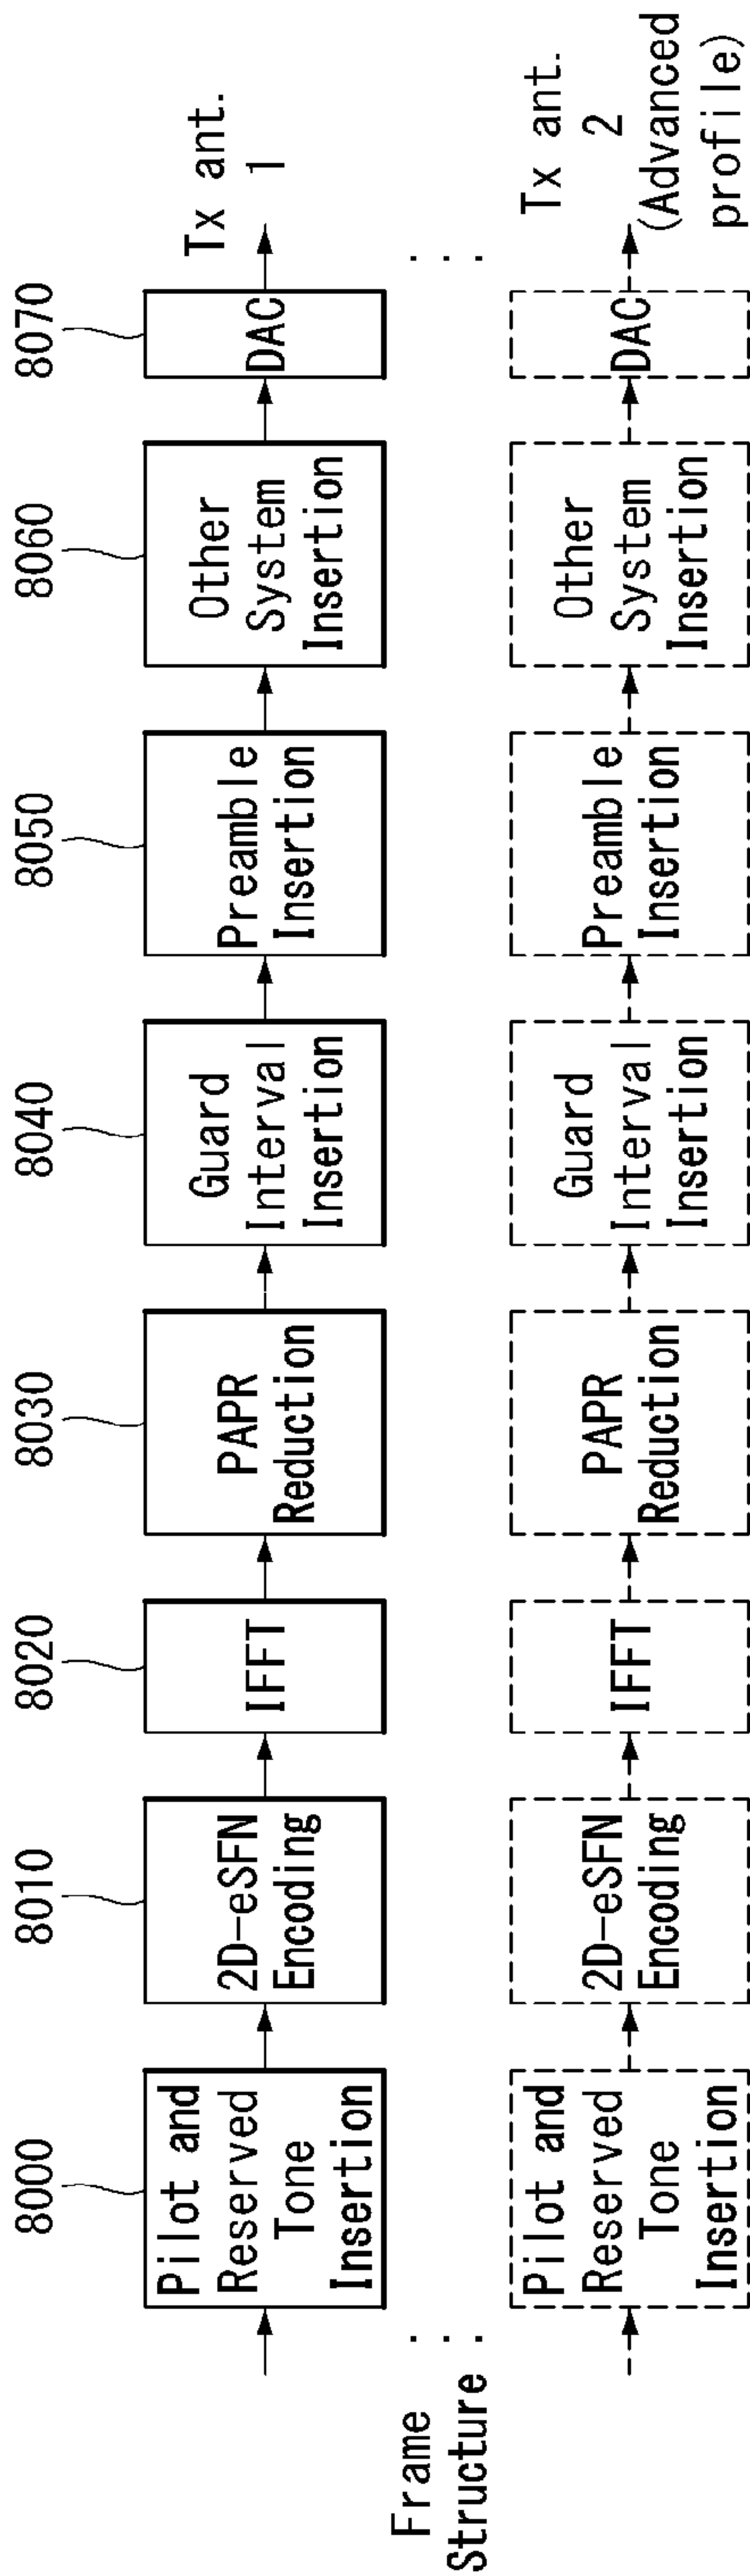 8000
8010
8020
8030
8040
8050
8060
8070
Frame
Structure
Pilot and
Reserved
Tone
Insertion
2D-eSFN
Encoding
IFFT
PAPR
Reduction
Guard
Interval
Insertion
Preamble
Insertion
Other
System
Insertion
DAC
Tx ant.
1
Pilot and
Reserved
Tone
Insertion
2D-eSFN
Encoding
IFFT
PAPR
Reduction
Guard
Interval
Insertion
Preamble
Insertion
Other
System
Insertion
DAC
Tx ant.
2
(Advanced
profile)